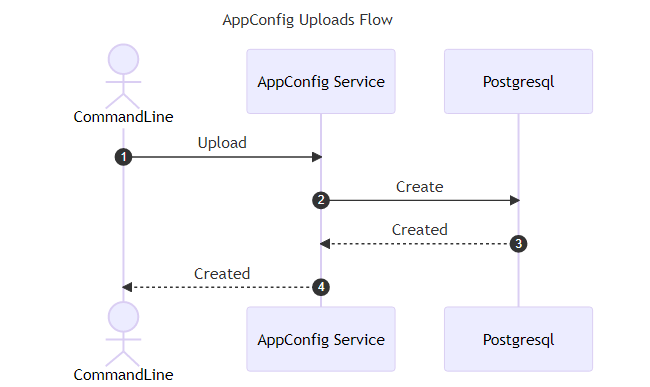 AppConfig Uploads Flow
CommandLine
AppConfig Service
Postgresql
1
Upload
2
Create
Created
3
Created
4
CommandLine
AppConfig Service
Postgresql